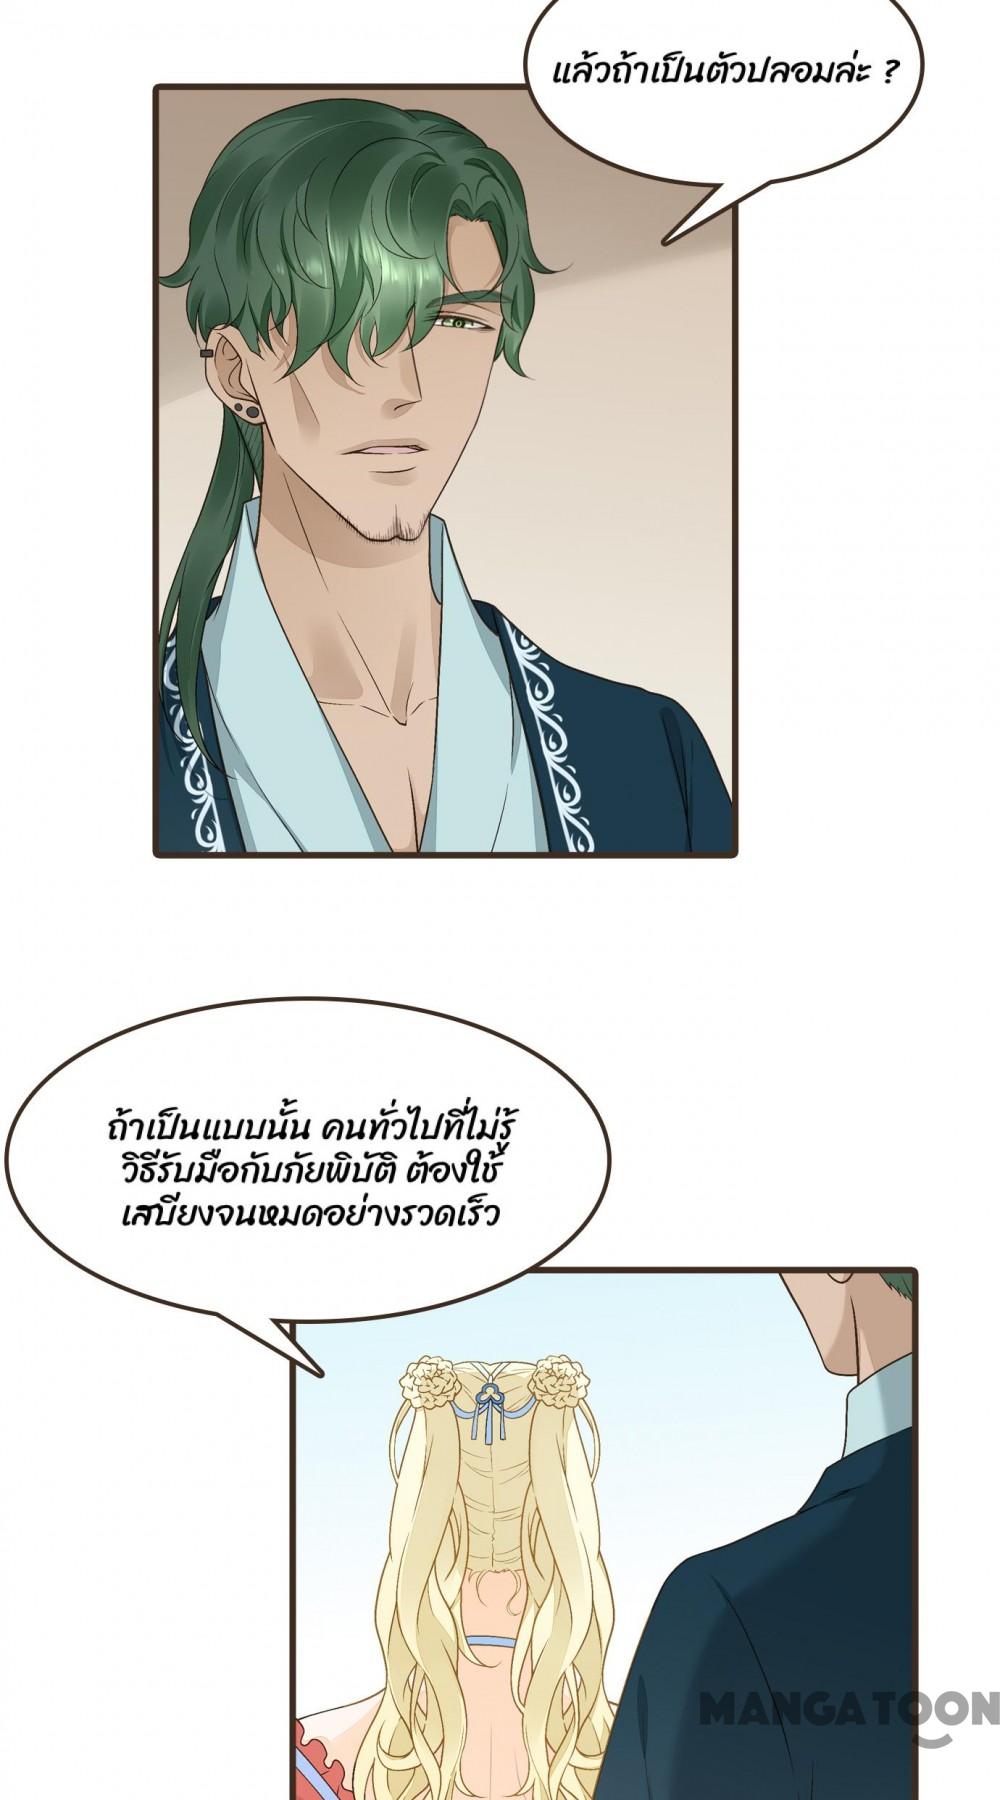 แล้วถ้าเป็นตัวปลอมล่ะ ?
ถ้าเป็นแบบนั้น คนทั่วไปที่ไม่รู้
วิธีรับมือกับภัยพิบัติ ต้องใช้
เสบียงจนหมดอย่างรวดเร็ว
MANGATOON